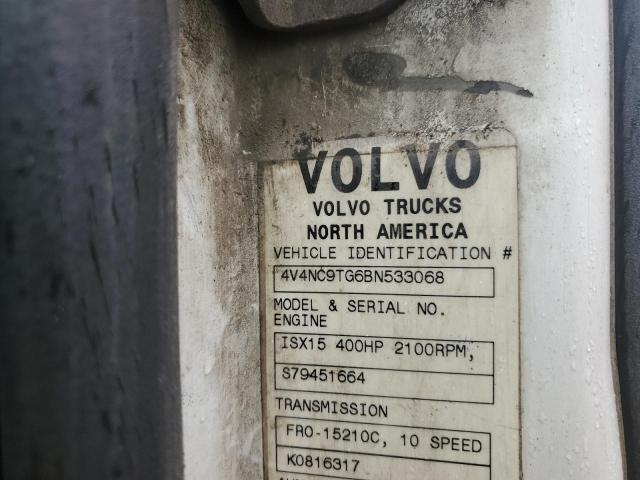 VOLVO
VOLVO TRUCKS
NORTH AMERICA
VEHICLE IDENTIFICATION #
4V4NC9TG6BN533068
MODEL & SERIAL NO.
ENGINE
ISX15 400HP 2100RPM,
S79451664
TRANSMISSION
FRO-15210C, 10 SPEED
K0816317